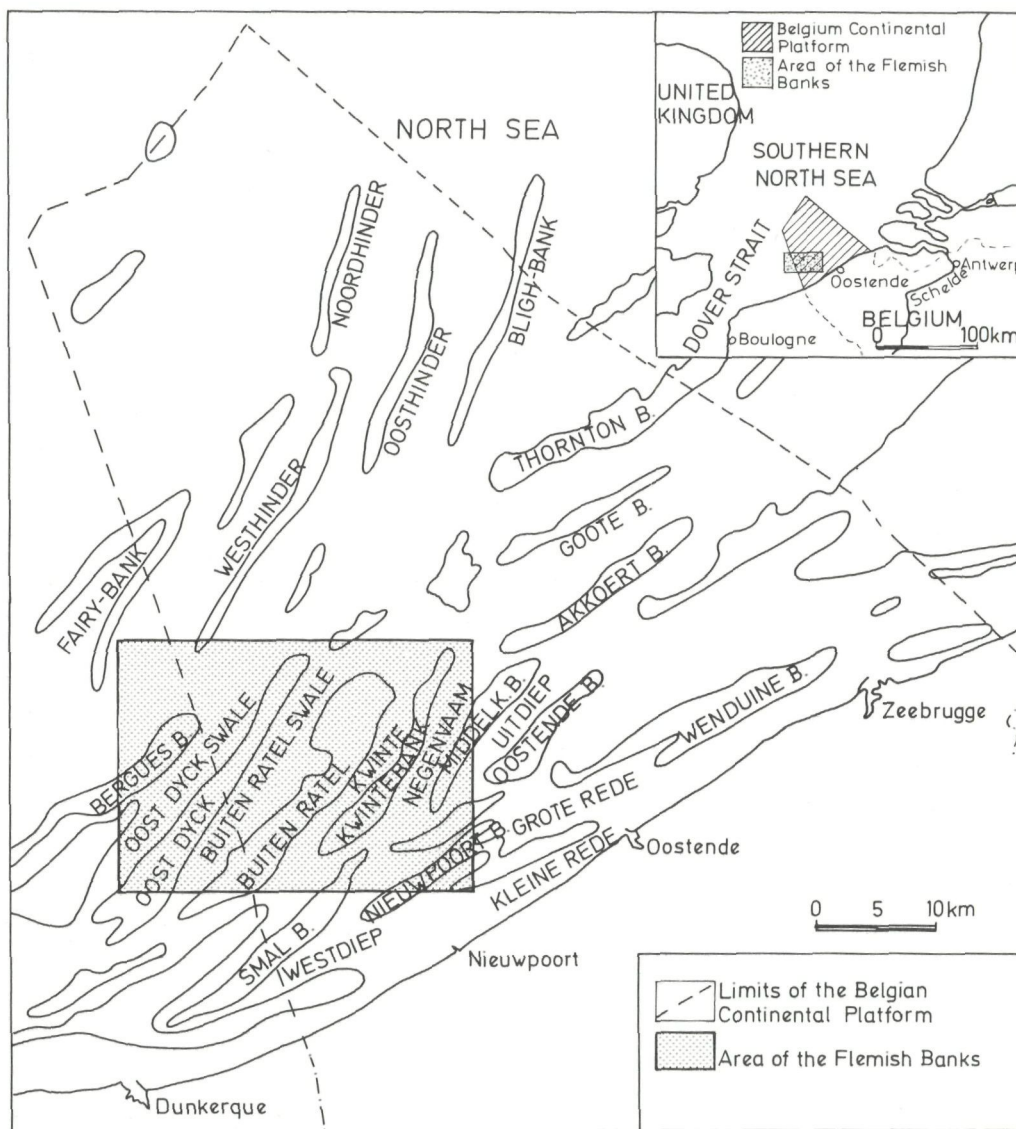 Belgium Continental
Platform
Area of the Flemish
Banks
UNITED
KINGDOM
SOUTHERN
NORTH SEA
DOVER STRAIT
Oostende
Antwerp
Schelde
BELGIUM
Boulogne
0 100km
NORTH SEA
NOORDHINDER
OOSTHINDER
BLIGH-BANK
WESTHINDER
FAIRY-BANK
THORNTON B.
GOOTE B.
AKKOERT B.
WENDUINE B.
Zeebrugge
BERGUES B.
OOST DYCK SWALE
OOST DYCK
BUITEN RATEL SWALE
BUITEN RATEL
KWINTE
KWINTEBANK
NEGENVAAM
MIDDELK B.
UITDIEP
OOSTENDE B.
NIEUWPOORT B.
GROTE REDE
KLEINE REDE
Oostende
SMAL B.
WESTDIEP
Nieuwpoort
Dunkerque
0 5 10km
Limits of the Belgian
Continental Platform
Area of the Flemish Banks